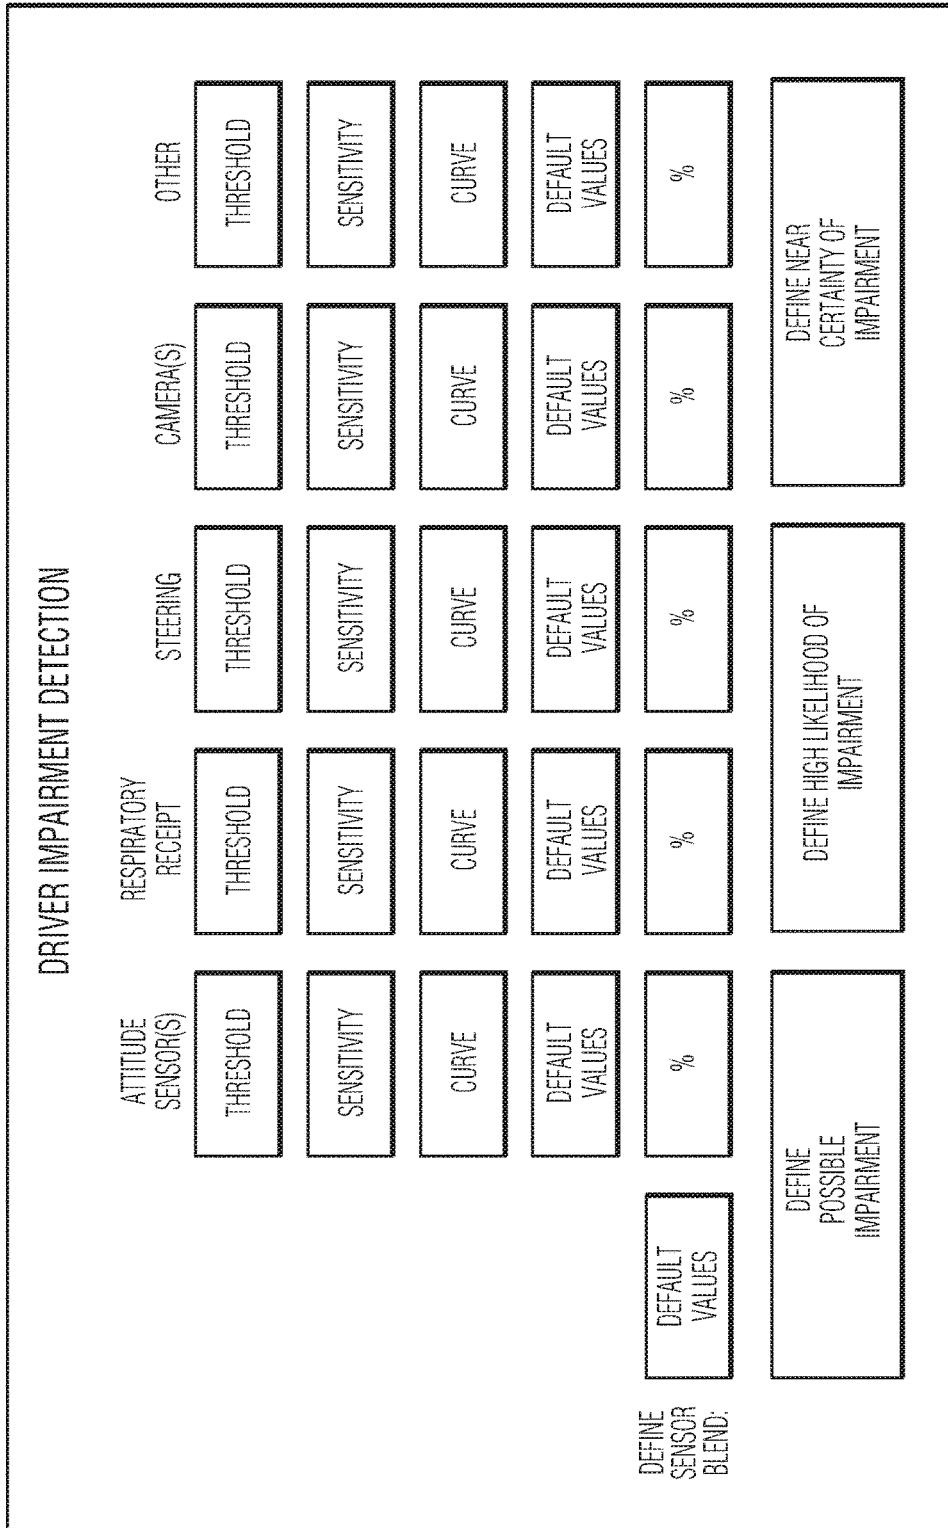 DRIVER IMPAIRMENT DETECTION
ATTITUDE
SENSOR(S)
RESPIRATORY
RECEIPT
STEERING
CAMERA(S)
OTHER
THRESHOLD
THRESHOLD
THRESHOLD
THRESHOLD
THRESHOLD
SENSITIVITY
SENSITIVITY
SENSITIVITY
SENSITIVITY
SENSITIVITY
CURVE
CURVE
CURVE
CURVE
CURVE
DEFAULT
VALUES
DEFAULT
VALUES
DEFAULT
VALUES
DEFAULT
VALUES
DEFAULT
VALUES
DEFINE
SENSOR
BLEND:
DEFAULT
VALUES
%
%
%
%
%
DEFINE
POSSIBLE
IMPAIRMENT
DEFINE HIGH LIKELIHOOD OF
IMPAIRMENT
DEFINE NEAR
CERTAINTY OF
IMPAIRMENT